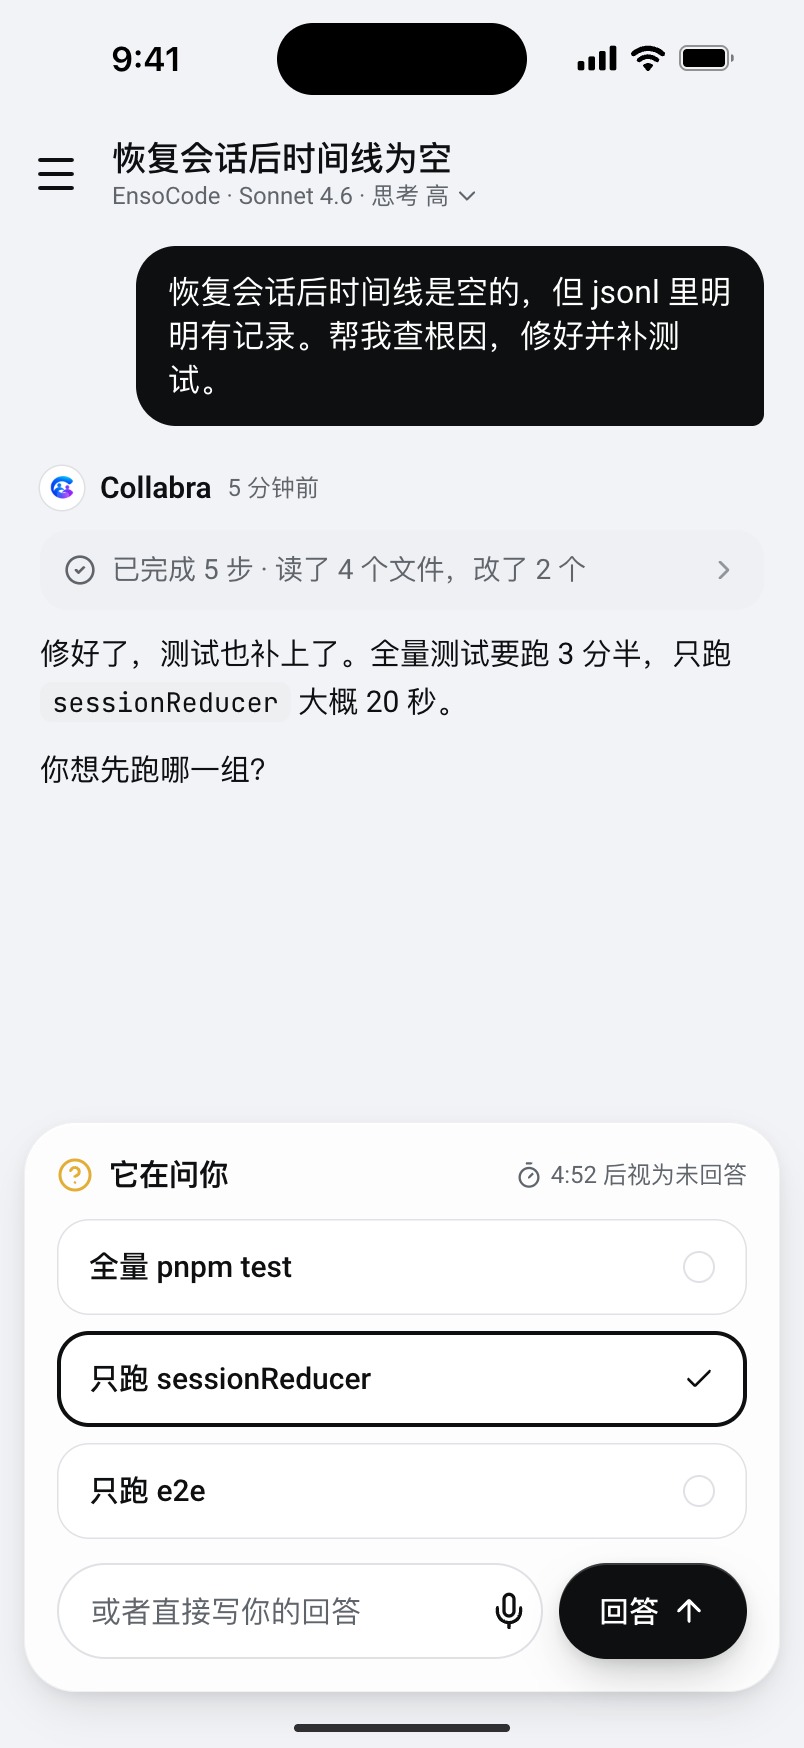 9:41
恢复会话后时间线为空
EnsoCode · Sonnet 4.6 · 思考 高
恢复会话后时间线是空的，但 jsonl 里明
明有记录。帮我查根因，修好并补测
试。
Collabra 5 分钟前
已完成 5 步 · 读了 4 个文件，改了 2 个
修好了，测试也补上了。全量测试要跑 3 分半，只跑
sessionReducer 大概 20 秒。
你想先跑哪一组？
它在问你 4:52 后视为未回答
全量 pnpm test
只跑 sessionReducer
只跑 e2e
或者直接写你的回答 回答